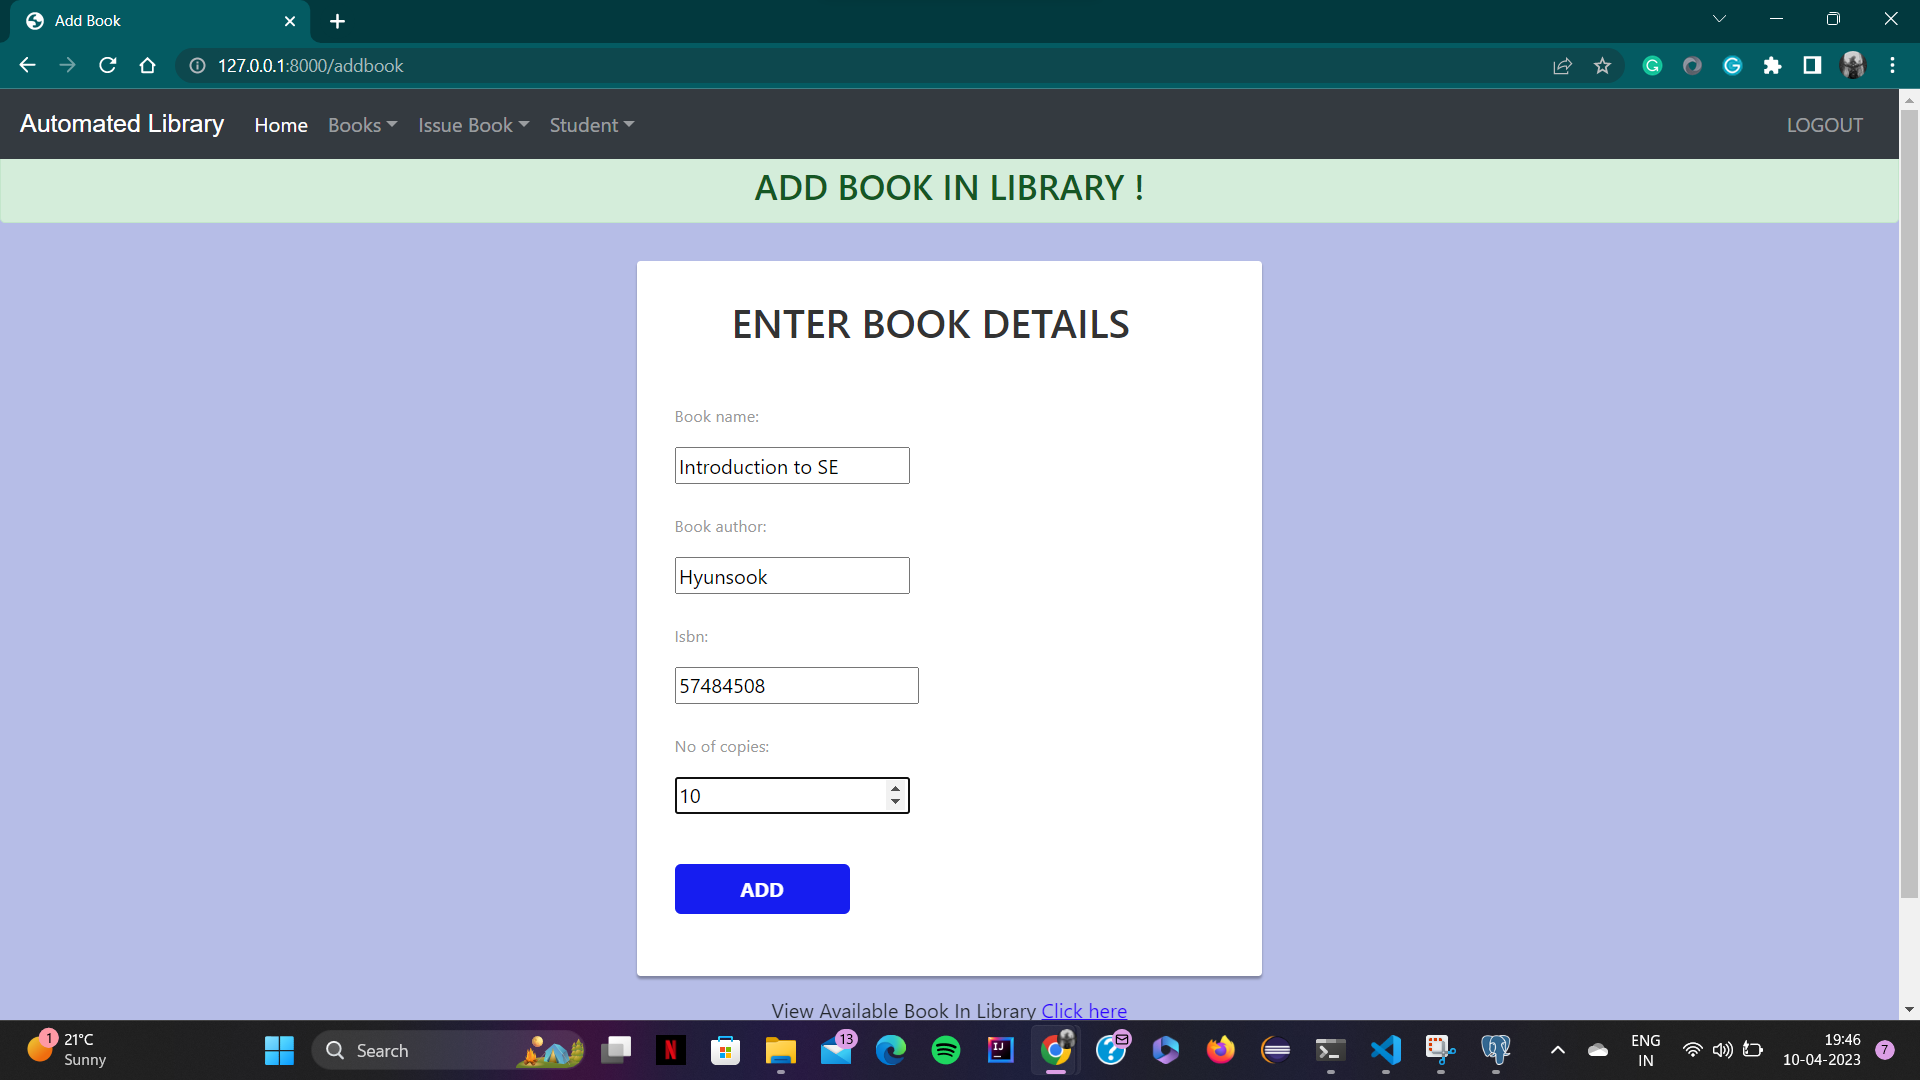 Add Book
127.0.0.1:8000/addbook
Automated Library Home Books Issue Book Student LOGOUT
ADD BOOK IN LIBRARY !
ENTER BOOK DETAILS
Book name:
Introduction to SE
Book author:
Hyunsook
Isbn:
57484508
No of copies:
10
ADD
View Available Book In Library Click here
1 21°C
Sunny
Search
N
13
IJ
ENG
IN
19:46
10-04-2023
7